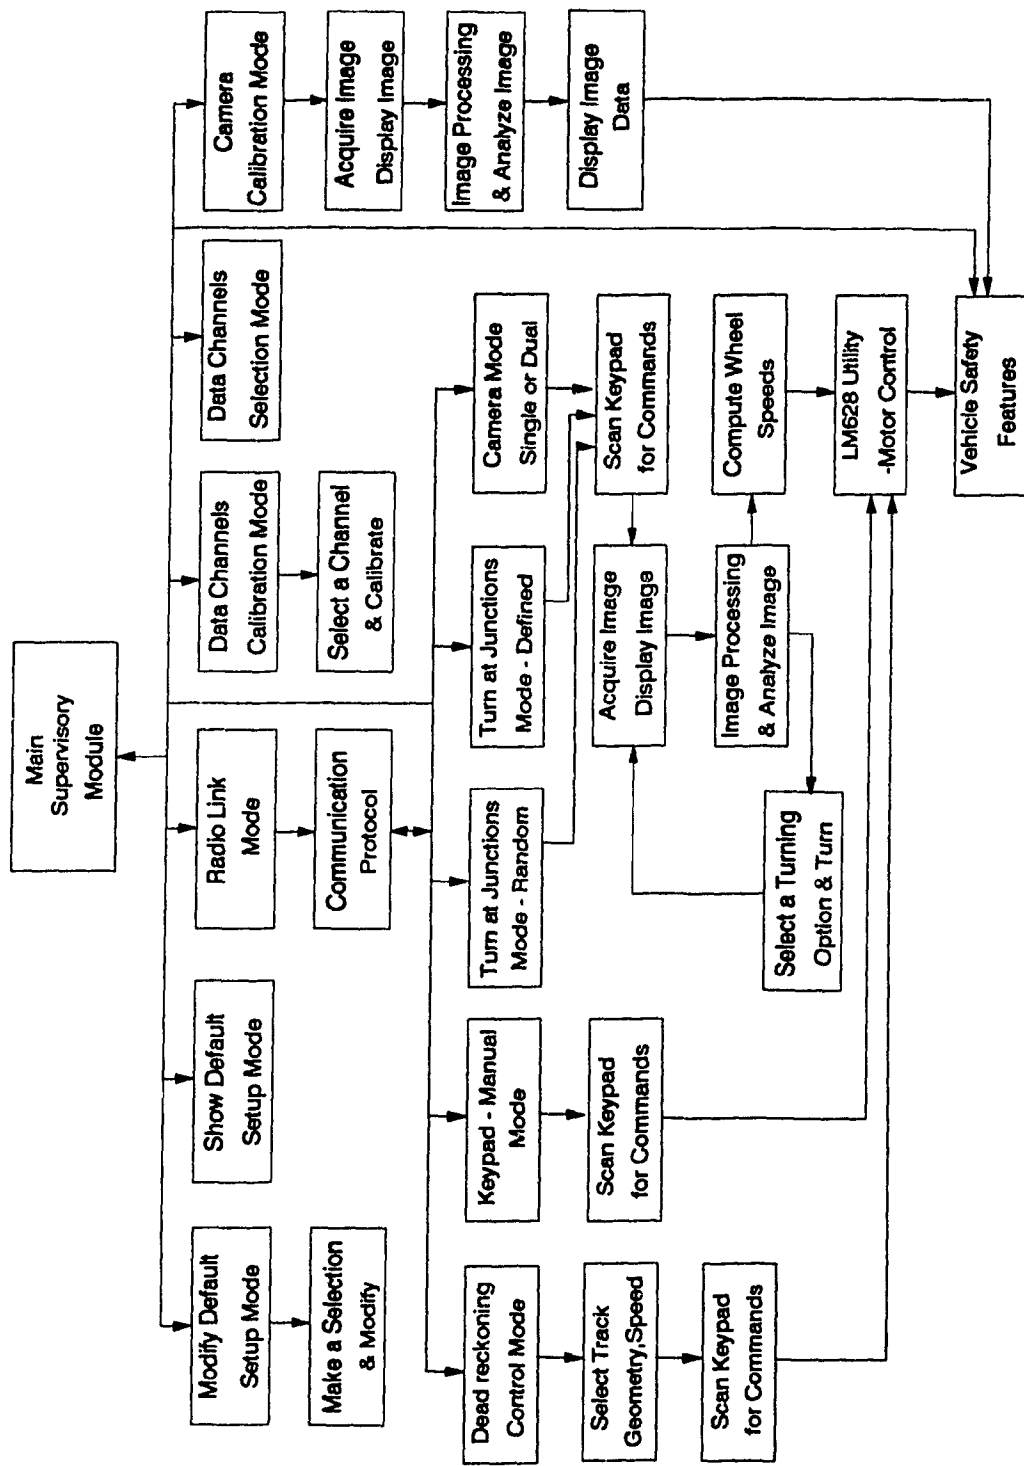 Main
Supervisory
Module
Modify Default
Setup Mode
Show Default
Setup Mode
Radio Link
Mode
Data Channels
Calibration Mode
Data Channels
Selection Mode
Camera
Calibration Mode
Make a Selection
& Modify
Communication
Protocol
Select a Channel
& Calibrate
Acquire Image
Display Image
Image Processing
& Analyze Image
Display Image
Data
Dead reckoning
Control Mode
Keypad - Manual
Mode
Turn at Junctions
Mode - Random
Turn at Junctions
Mode - Defined
Camera Mode
Single or Dual
Select Track
Geometry,Speed
Scan Keypad
for Commands
Acquire Image
Display Image
Scan Keypad
for Commands
Scan Keypad
for Commands
Image Processing
& Analyze Image
Compute Wheel
Speeds
Select a Turning
Option & Turn
LM628 Utility
-Motor Control
Vehicle Safety
Features